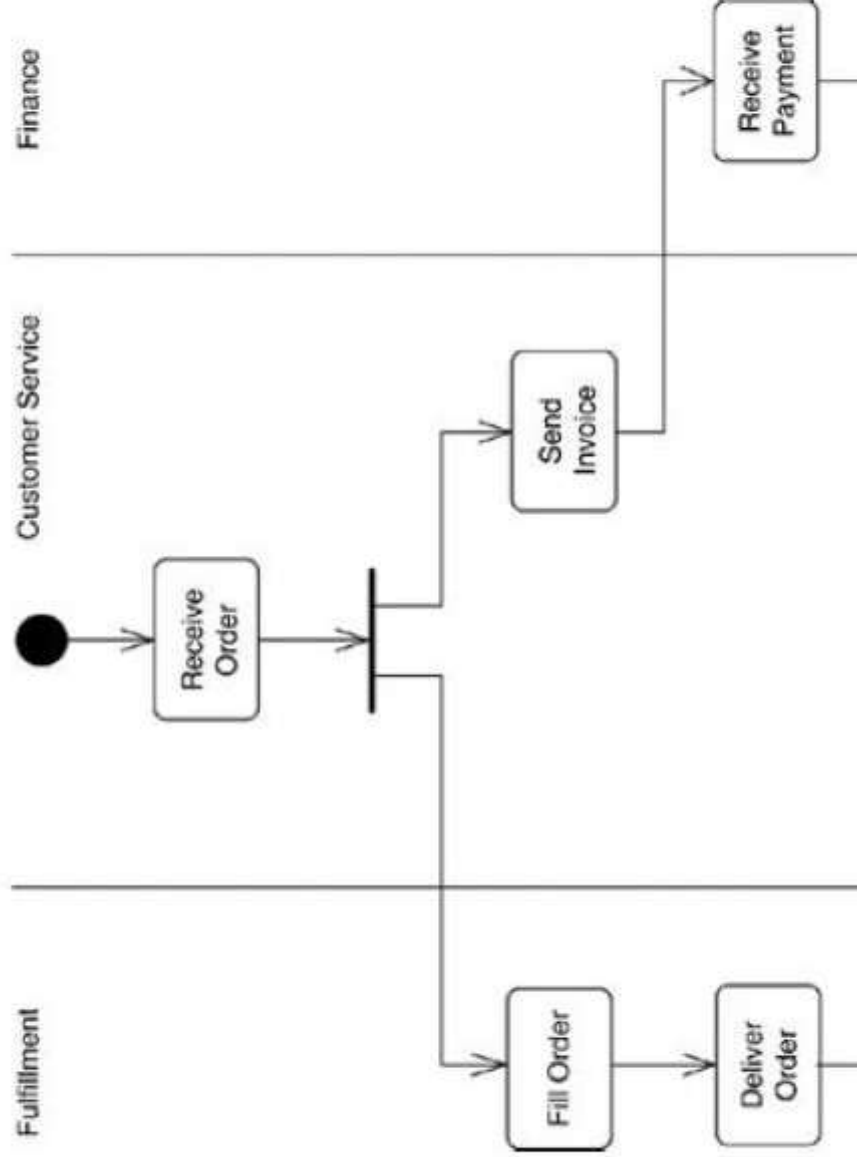 Fulfillment
Customer Service
Finance
Receive
Order
Fill Order
Send
Invoice
Deliver
Order
Receive
Payment